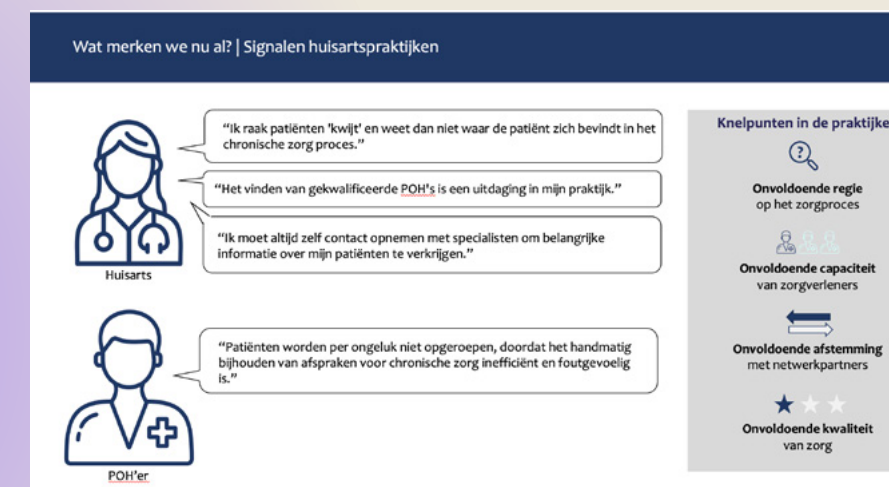 Wat merken we nu al? | Signalen huisartspraktijken
“Ik raak patiënten 'kwijt' en weet dan niet waar de patiënt zich bevindt in het
chronische zorg proces.”
“Het vinden van gekwalificeerde POH's is een uitdaging in mijn praktijk.”
“Ik moet altijd zelf contact opnemen met specialisten om belangrijke
informatie over mijn patiënten te verkrijgen.”
Huisarts
“Patiënten worden per ongeluk niet opgeroepen, doordat het handmatig
bijhouden van afspraken voor chronische zorg inefficiënt en foutgevoelig
is.”
POH'er
Knelpunten in de praktijke
Onvoldoende regie
op het zorgproces
Onvoldoende capaciteit
van zorgverleners
Onvoldoende afstemming
met netwerkpartners
Onvoldoende kwaliteit
van zorg